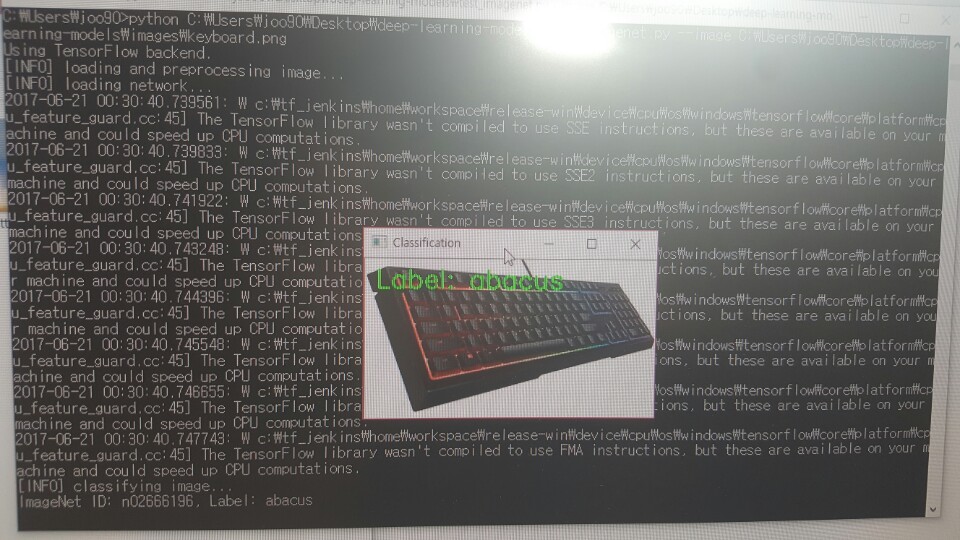 C:₩Users₩joo90>python C:₩Users₩joo90₩Desktop₩deep-learning-models₩ --image C:₩Users₩joo90₩Desktop₩deep-l
earning-models₩images₩keyboard.png
Using TensorFlow backend.
[INFO] loading and preprocessing image...
[INFO] loading network...
2017-06-21 00:30:40.739561: W c:₩tf_jenkins₩home₩workspace₩release-win₩device₩cpu₩os₩windows₩tensorflow₩core₩platform₩cp
u_feature_guard.cc:45] The TensorFlow library wasn't compiled to use SSE instructions, but these are available on your m
achine and could speed up CPU computations.
2017-06-21 00:30:40.739833: W c:₩tf_jenkins₩home₩workspace₩release-win₩device₩cpu₩os₩windows₩tensorflow₩core₩platform₩cp
u_feature_guard.cc:45] The TensorFlow library wasn't compiled to use SSE2 instructions, but these are available on your
machine and could speed up CPU computations.
2017-06-21 00:30:40.741922: W c:₩tf_jenkins₩home₩workspace₩release-win₩device₩cpu₩os₩windows₩tensorflow₩core₩platform₩cp
u_feature_guard.cc:45] The TensorFlow library wasn't compiled to use SSE3 instructions, but these are available on your
machine and could speed up CPU computatio
2017-06-21 00:30:40.743248: W c:₩tf_jenkins ₩os₩windows₩tensorflow₩core₩platform₩cp
u_feature_guard.cc:45] The TensorFlow libra uctions, but these are available on you
r machine and could speed up CPU computatio
2017-06-21 00:30:40.744396: W c:₩tf_jenkins ₩os₩windows₩tensorflow₩core₩platform₩cp
u_feature_guard.cc:45] The TensorFlow libra uctions, but these are available on you
r machine and could speed up CPU computatio
2017-06-21 00:30:40.745548: W c:₩tf_jenkins ₩os₩windows₩tensorflow₩core₩platform₩cp
u_feature_guard.cc:45] The TensorFlow libra ons, but these are available on your m
achine and could speed up CPU computations.
2017-06-21 00:30:40.746655: W c:₩tf_jenkins ₩os₩windows₩tensorflow₩core₩platform₩cp
u_feature_guard.cc:45] The TensorFlow libra ctions, but these are available on your
machine and could speed up CPU computations.
2017-06-21 00:30:40.747743: W c:₩tf_jenkins₩home₩workspace₩release-win₩device₩cpu₩os₩windows₩tensorflow₩core₩platform₩cp
u_feature_guard.cc:45] The TensorFlow library wasn't compiled to use FMA instructions, but these are available on your m
achine and could speed up CPU computations.
[INFO] classifying image...
ImageNet ID: n02666196, Label: abacus
Classification
Label: abacus